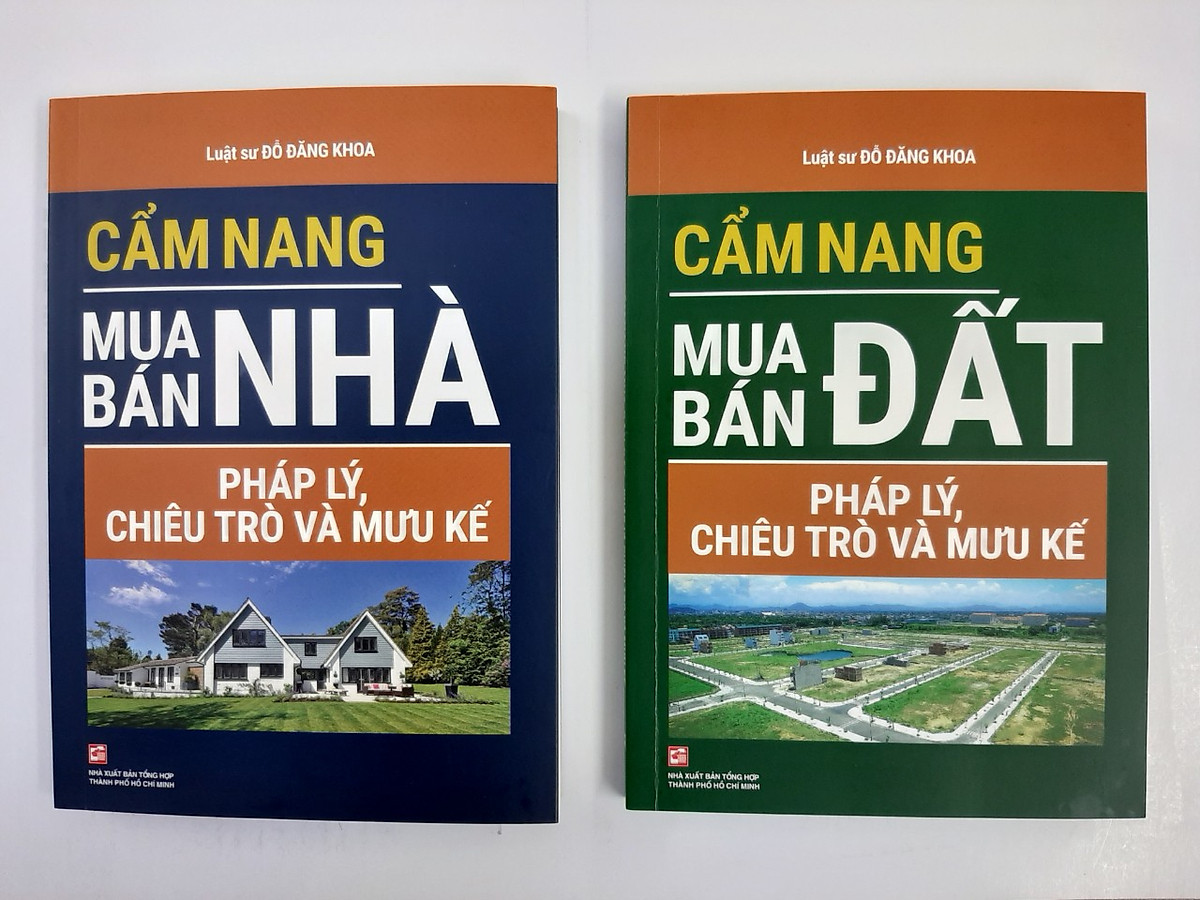 Luật sư ĐỖ ĐĂNG KHOA
CẨM NANG
MUA
BÁN NHÀ
PHÁP LÝ,
CHIÊU TRÒ VÀ MƯU KẾ
NHÀ XUẤT BẢN TỔNG HỢP
THÀNH PHỐ HỒ CHÍ MINH
Luật sư ĐỖ ĐĂNG KHOA
CẨM NANG
MUA
BÁN ĐẤT
PHÁP LÝ,
CHIÊU TRÒ VÀ MƯU KẾ
NHÀ XUẤT BẢN TỔNG HỢP
THÀNH PHỐ HỒ CHÍ MINH